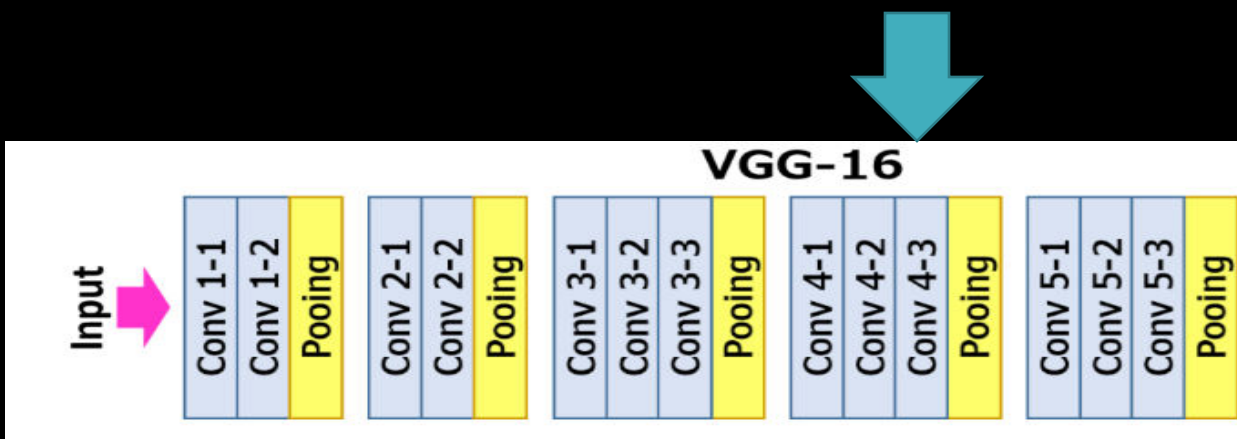 VGG-16
Input
Conv 1-1
Conv 1-2
Pooing
Conv 2-1
Conv 2-2
Pooing
Conv 3-1
Conv 3-2
Conv 3-3
Pooing
Conv 4-1
Conv 4-2
Conv 4-3
Pooing
Conv 5-1
Conv 5-2
Conv 5-3
Pooing